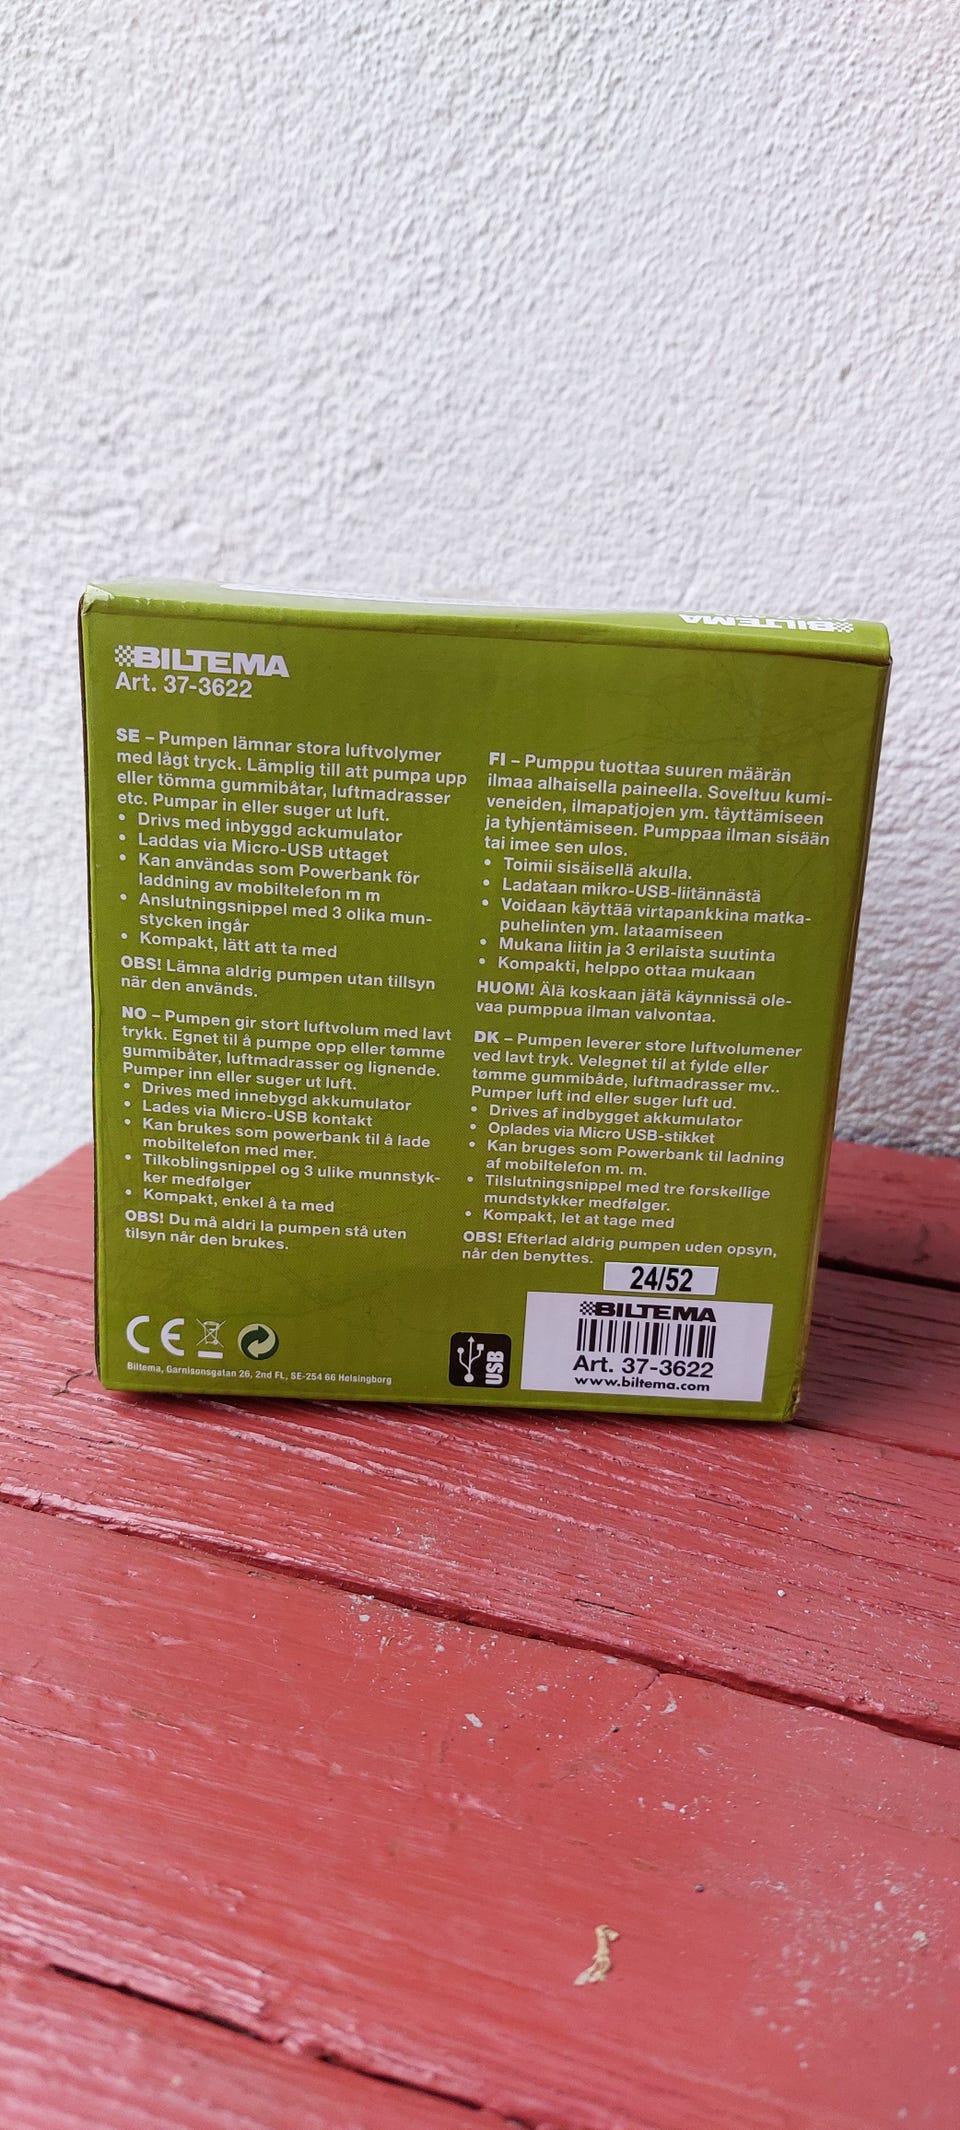 BILTEMA
BILTEMA
Art. 37-3622
SE – Pumpen lämnar stora luftvolymer
med lågt tryck. Lämplig till att pumpa upp
eller tömma gummibåtar, luftmadrasser
etc. Pumpar in eller suger ut luft.
• Drivs med inbyggd ackumulator
• Laddas via Micro-USB uttaget
• Kan användas som Powerbank för
laddning av mobiltelefon m m
• Anslutningsnippel med 3 olika mun-
stycken ingår
• Kompakt, lätt att ta med
OBS! Lämna aldrig pumpen utan tillsyn
när den används.
NO – Pumpen gir stort luftvolum med lavt
trykk. Egnet til å pumpe opp eller tømme
gummibåter, luftmadrasser og lignende.
Pumper inn eller suger ut luft.
• Drives med innebygd akkumulator
• Lades via Micro-USB kontakt
• Kan brukes som powerbank til å lade
mobiltelefon med mer.
• Tilkoblingsnippel og 3 ulike munnstyk-
ker medfølger
• Kompakt, enkel å ta med
OBS! Du må aldri la pumpen stå uten
tilsyn når den brukes.
FI – Pumppu tuottaa suuren määrän
ilmaa alhaisella paineella. Soveltuu kumi-
veneiden, ilmapatjojen ym. täyttämiseen
ja tyhjentämiseen. Pumppaa ilman sisään
tai imee sen ulos.
• Toimii sisäisellä akulla.
• Ladataan mikro-USB-liitännästä
• Voidaan käyttää virtapankkina matka-
puhelinten ym. lataamiseen
• Mukana liitin ja 3 erilaista suutinta
• Kompakti, helppo ottaa mukaan
HUOM! Älä koskaan jätä käynnissä ole-
vaa pumppua ilman valvontaa.
DK – Pumpen leverer store luftvolumener
ved lavt tryk. Velegnet til at fylde eller
tømme gummibåde, luftmadrasser mv..
Pumper luft ind eller suger luft ud.
• Drives af indbygget akkumulator
• Oplades via Micro USB-stikket
• Kan bruges som Powerbank til ladning
af mobiltelefon m. m.
• Tilslutningsnippel med tre forskellige
mundstykker medfølger.
• Kompakt, let at tage med
OBS! Efterlad aldrig pumpen uden opsyn,
når den benyttes.
24/52
CE
Biltema, Garnisonsgatan 26, 2nd FL, SE-254 66 Helsingborg
USB
BILTEMA
Art. 37-3622
www.biltema.com